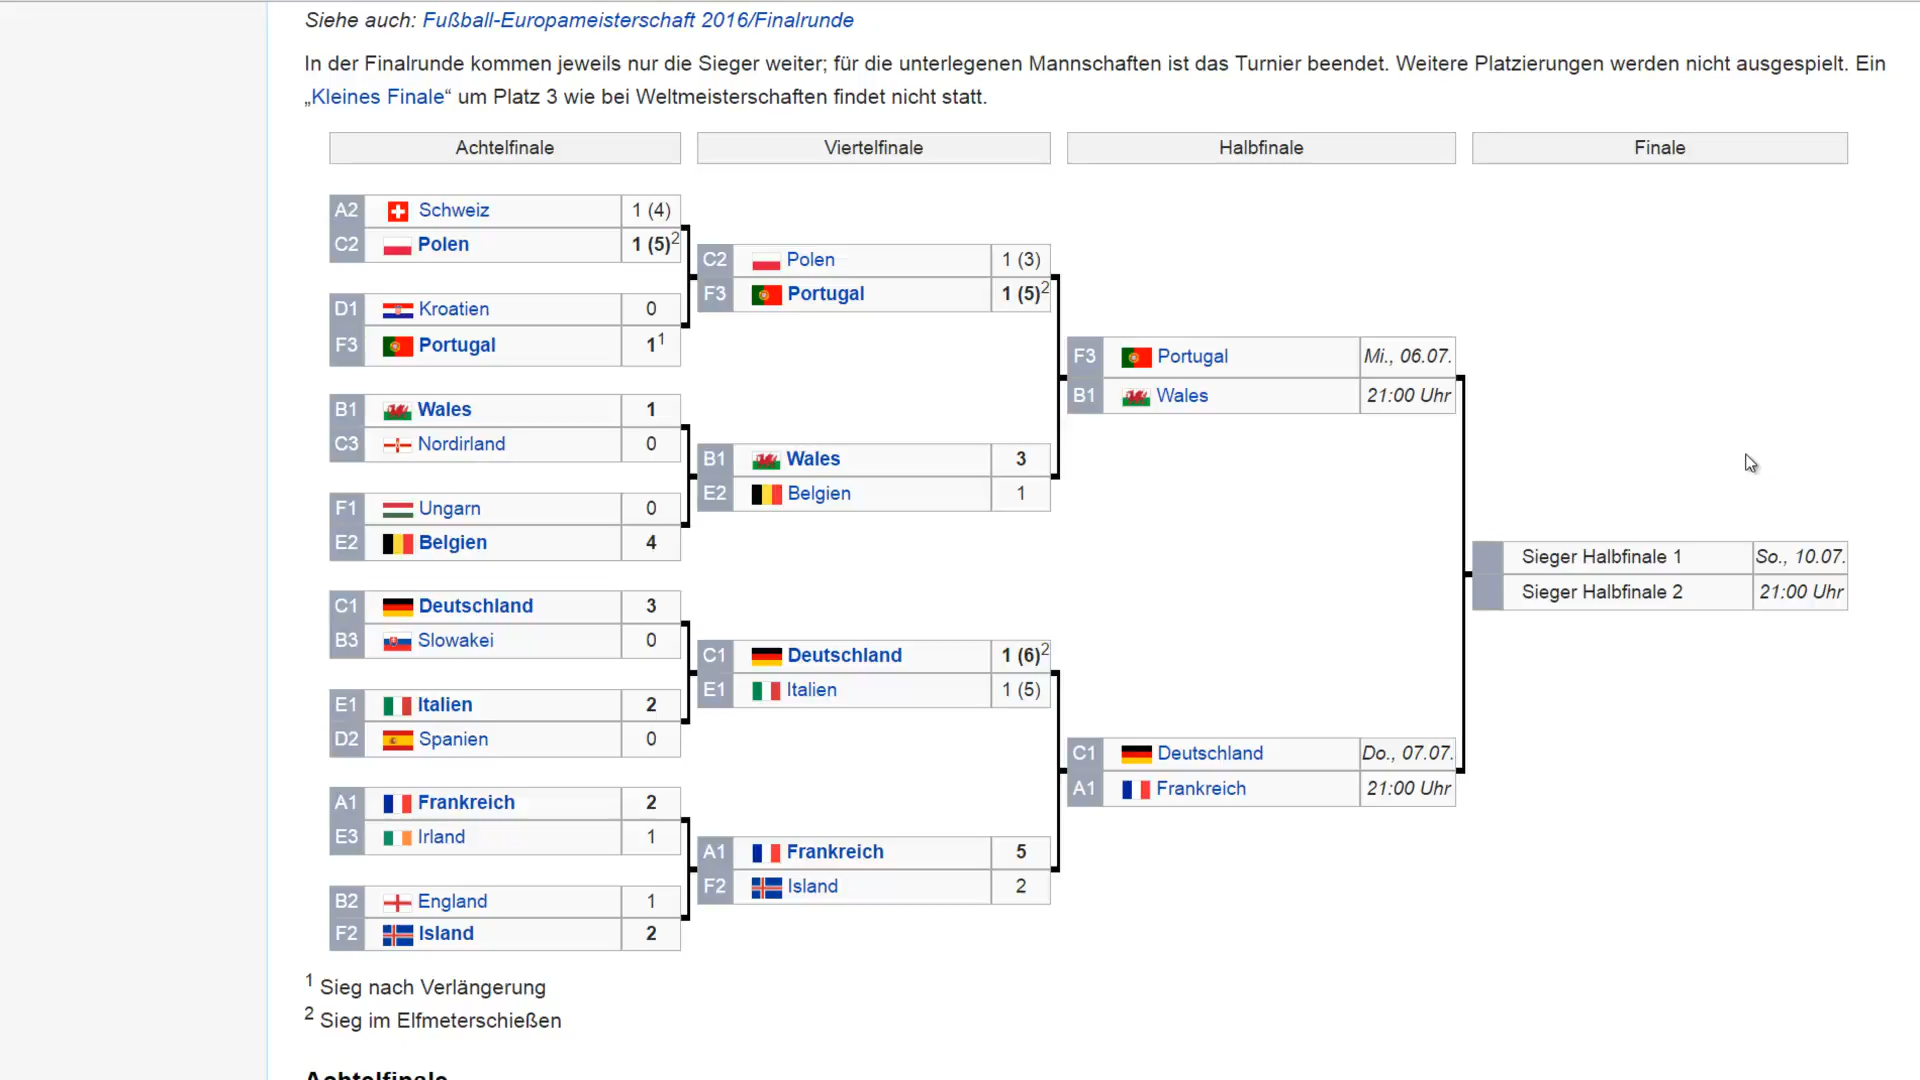 Siehe auch: Fußball-Europameisterschaft 2016/Finalrunde
In der Finalrunde kommen jeweils nur die Sieger weiter; für die unterlegenen Mannschaften ist das Turnier beendet. Weitere Platzierungen werden nicht ausgespielt. Ein
„Kleines Finale“ um Platz 3 wie bei Weltmeisterschaften findet nicht statt.
Achtelfinale
Viertelfinale
Halbfinale
Finale
A2 Schweiz 1 (4)
C2 Polen 1 (5)2
D1 Kroatien 0
F3 Portugal 11
B1 Wales 1
C3 Nordirland 0
F1 Ungarn 0
E2 Belgien 4
C1 Deutschland 3
B3 Slowakei 0
E1 Italien 2
D2 Spanien 0
A1 Frankreich 2
E3 Irland 1
B2 England 1
F2 Island 2
C2 Polen 1 (3)
F3 Portugal 1 (5)2
B1 Wales 3
E2 Belgien 1
C1 Deutschland 1 (6)2
E1 Italien 1 (5)
A1 Frankreich 5
F2 Island 2
F3 Portugal Mi., 06.07.
B1 Wales 21:00 Uhr
C1 Deutschland Do., 07.07.
A1 Frankreich 21:00 Uhr
Sieger Halbfinale 1 So., 10.07.
Sieger Halbfinale 2 21:00 Uhr
1 Sieg nach Verlängerung
2 Sieg im Elfmeterschießen
Achtelfinale